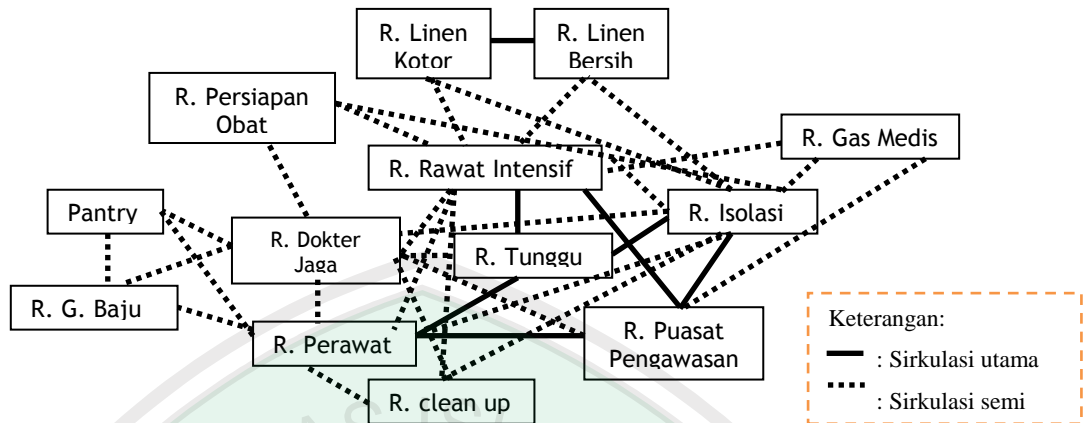 R. Linen
Kotor
R. Linen
Bersih
R. Persiapan
Obat
R. Gas Medis
R. Rawat Intensif
Pantry
R. Isolasi
R. Dokter
Jaga
R. Tunggu
R. G. Baju
R. Perawat
R. Puasat
Pengawasan
R. clean up
Keterangan:
: Sirkulasi utama
: Sirkulasi semi